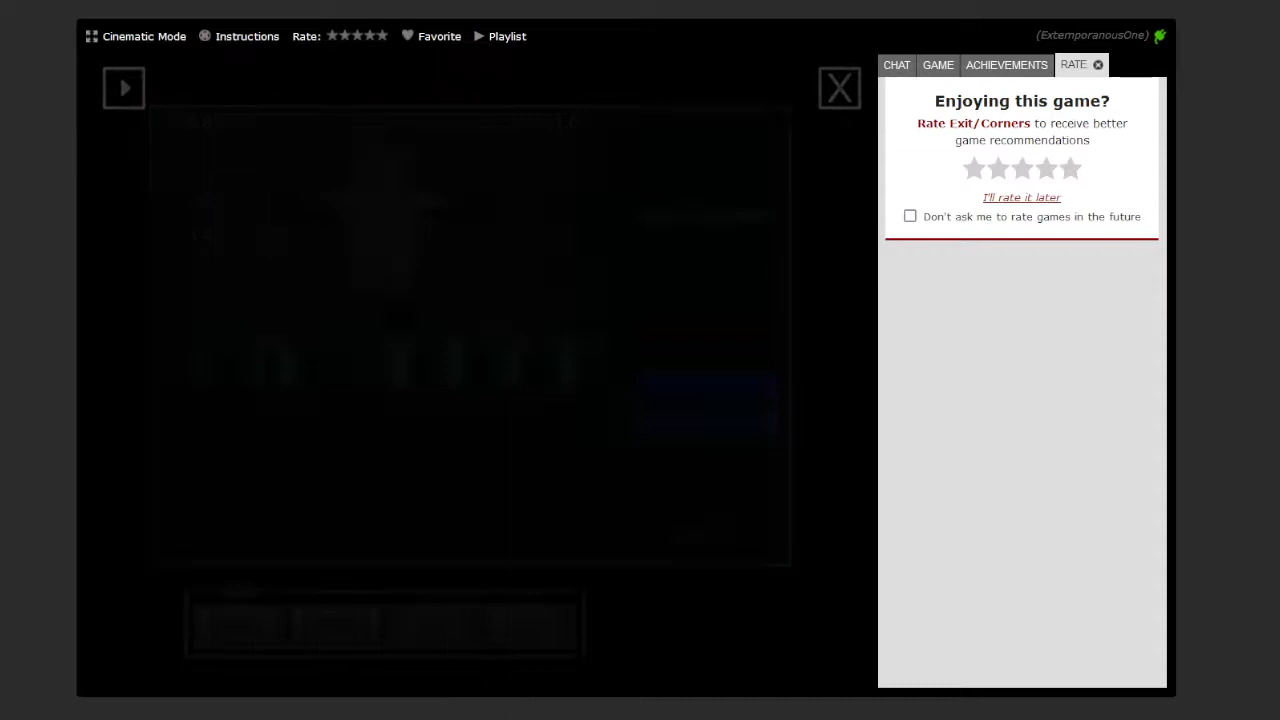 Cinematic Mode Instructions Rate: Favorite Playlist
(ExtemporanousOne)
CHAT GAME ACHIEVEMENTS RATE
X
Enjoying this game?
Rate Exit/Corners to receive better
game recommendations
I'll rate it later
Don't ask me to rate games in the future